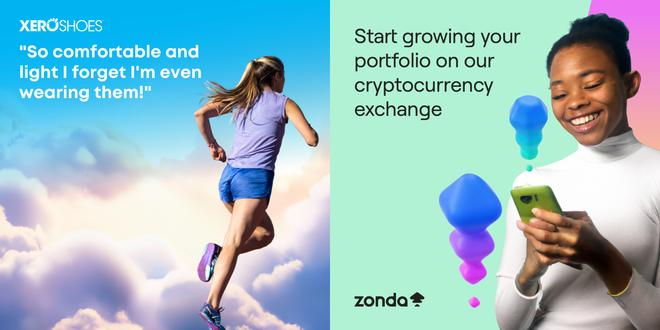 XEROSHOES
"So comfortable and
light I forget I'm even
wearing them!"
Start growing your
portfolio on our
cryptocurrency
exchange
zonda